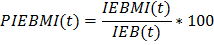 PIEBMI(t) = IEBMI(t) / IEB(t) * 100